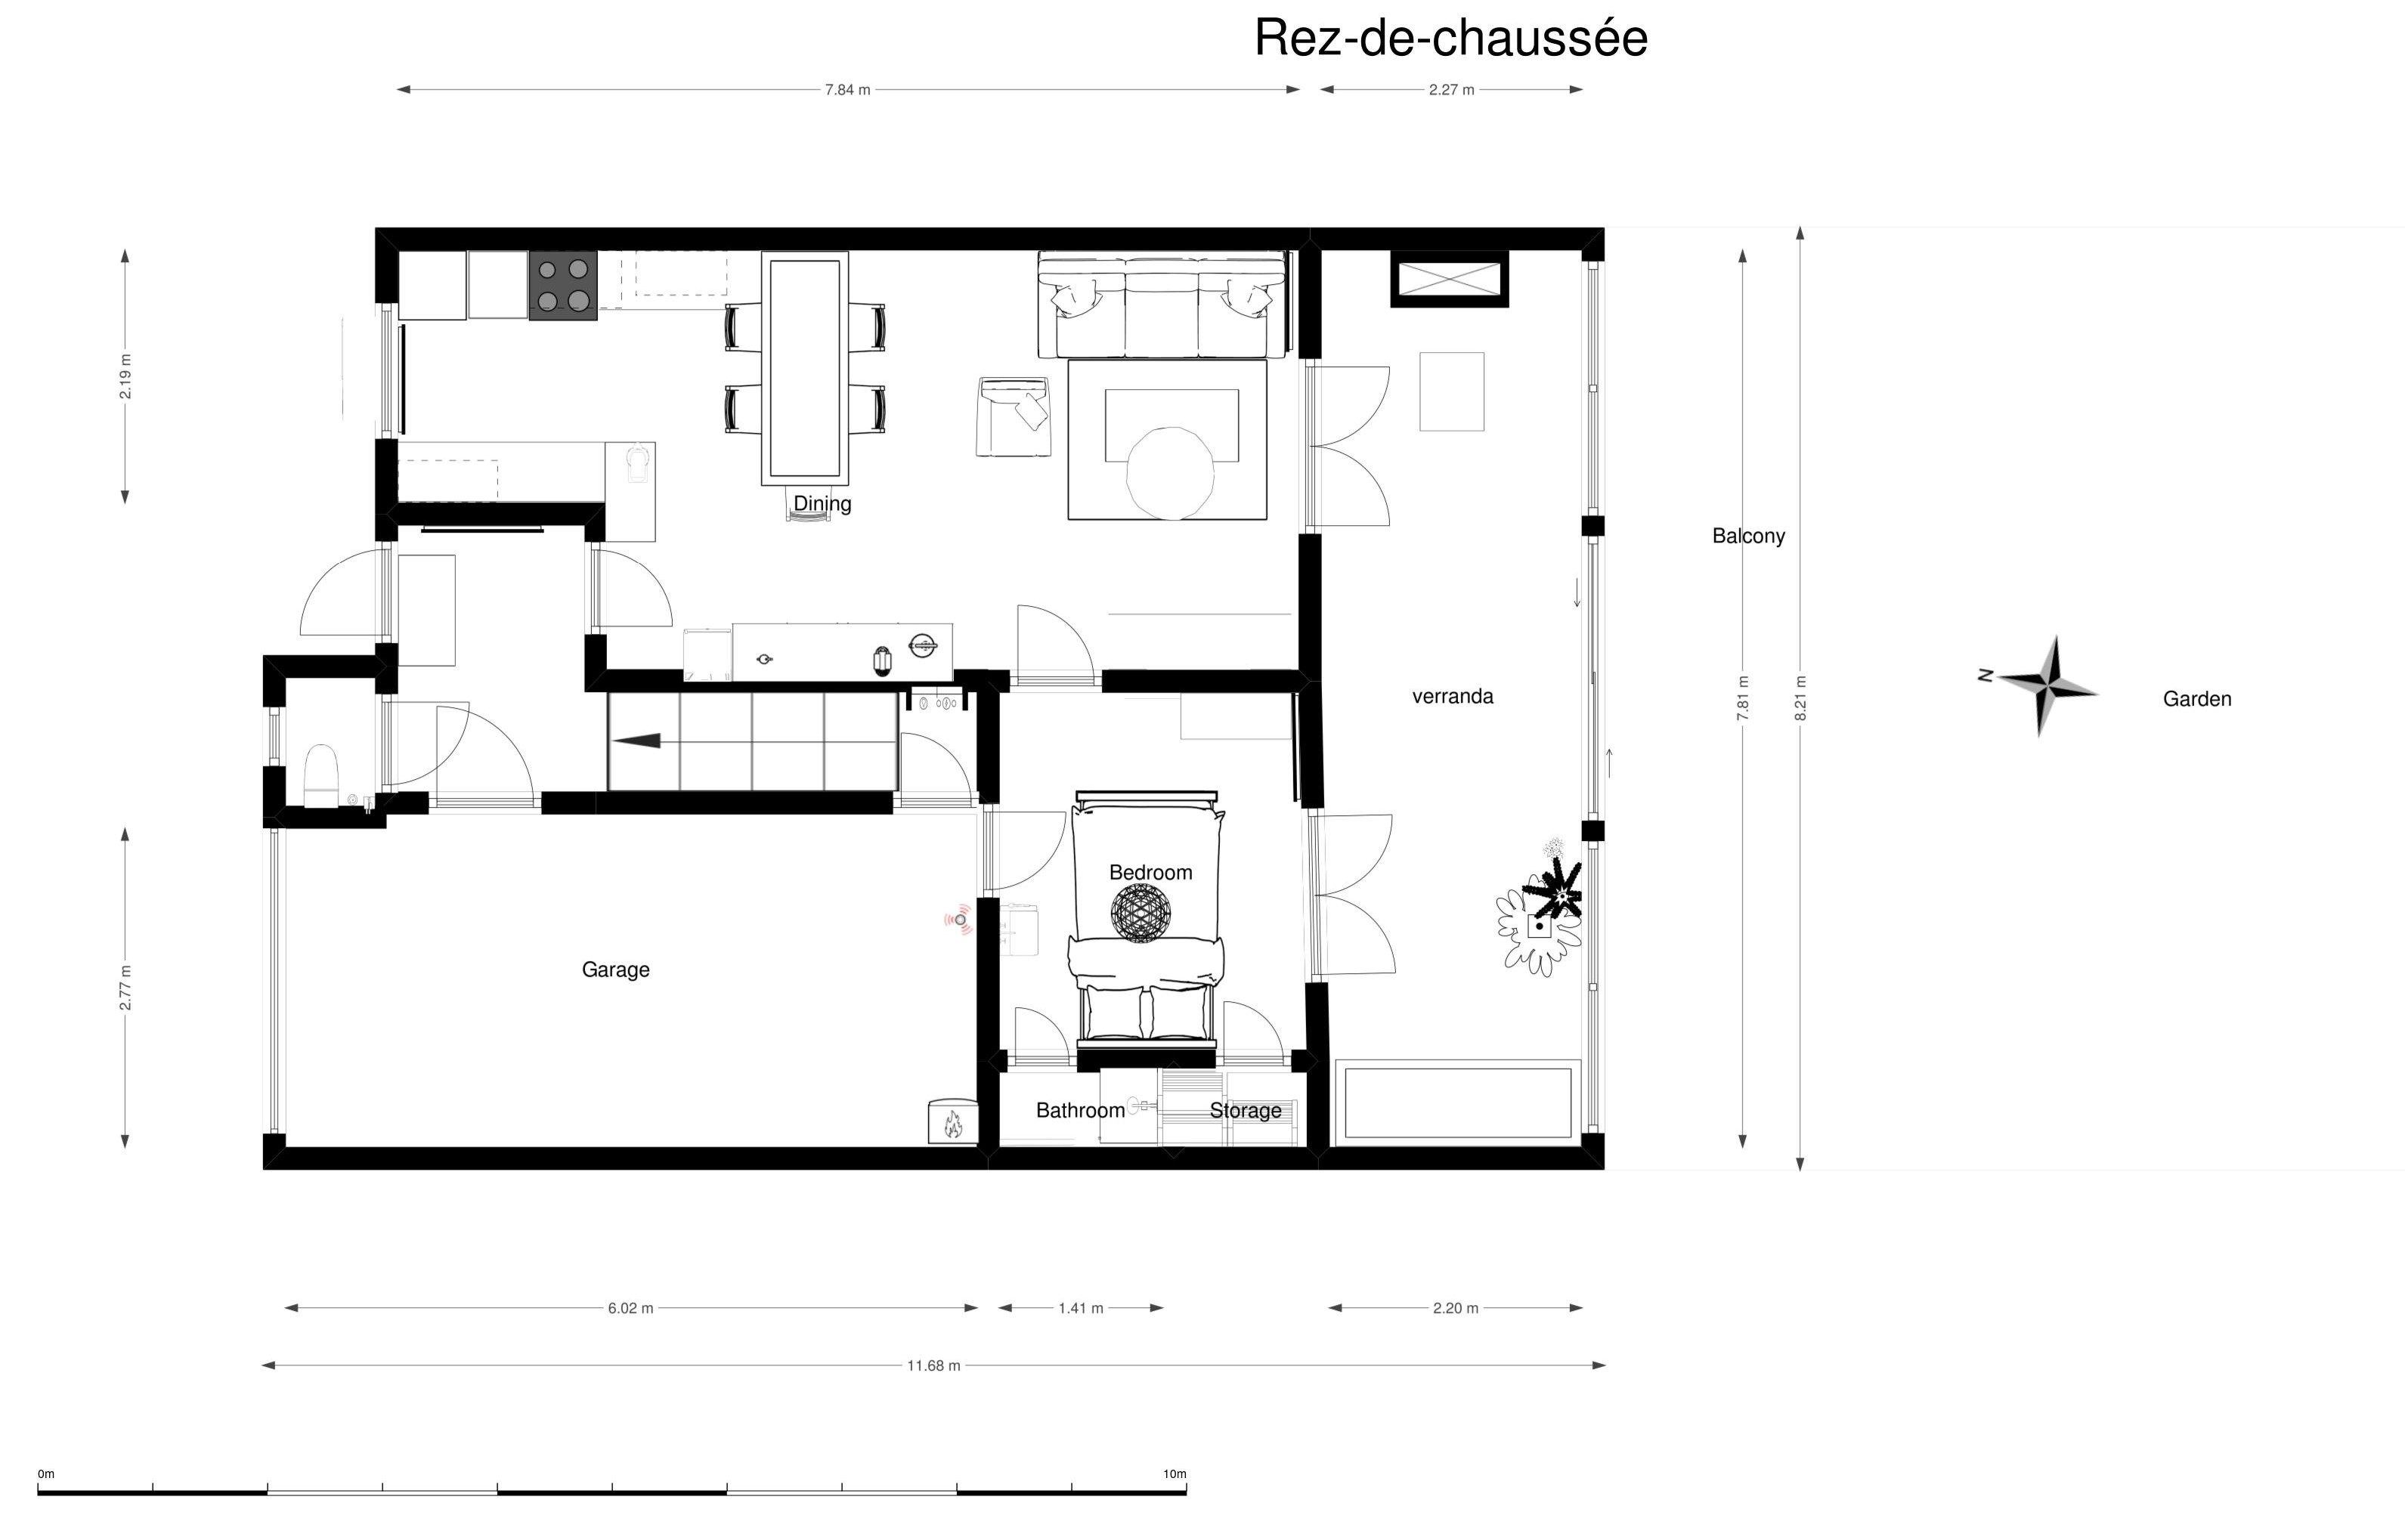 Rez-de-chaussée
7.84 m
2.27 m
2.19 m
Dining
Balcony
verranda
7.81 m
8.21 m
N
Garden
Bedroom
Garage
2.77 m
Bathroom
Storage
6.02 m
1.41 m
2.20 m
11.68 m
0m
10m